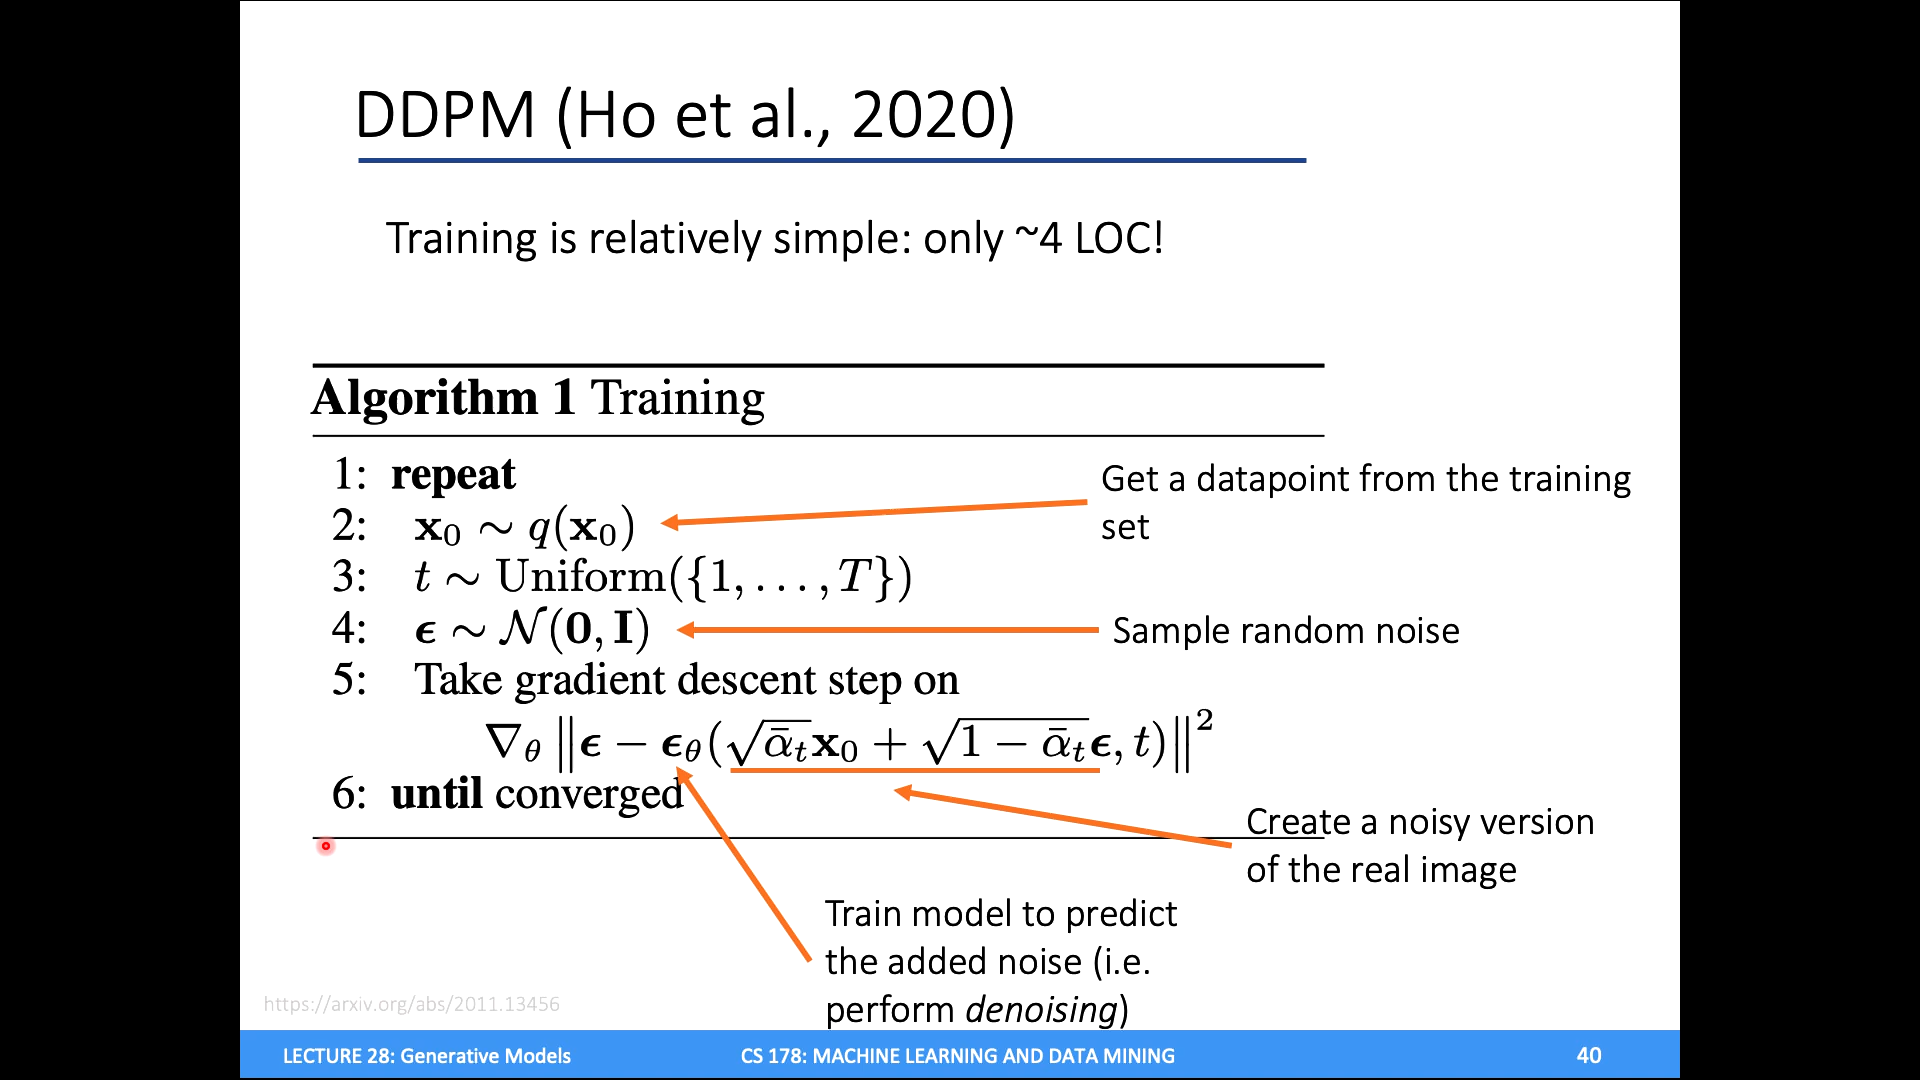 DDPM (Ho et al., 2020)
Training is relatively simple: only ~4 LOC!
Algorithm 1 Training
1: repeat
2: x₀ ∼ q(x₀)
3: t ∼ Uniform({1, . . . , T})
4: ϵ ∼ 𝒩(0, I)
5: Take gradient descent step on
∇θ ‖ϵ − ϵθ(√ᾱₜx₀ + √1 − ᾱₜϵ, t)‖²
6: until converged
Get a datapoint from the training
set
Sample random noise
Create a noisy version
of the real image
Train model to predict
the added noise (i.e.
perform denoising)
https://arxiv.org/abs/2011.13456
LECTURE 28: Generative Models
CS 178: MACHINE LEARNING AND DATA MINING
40